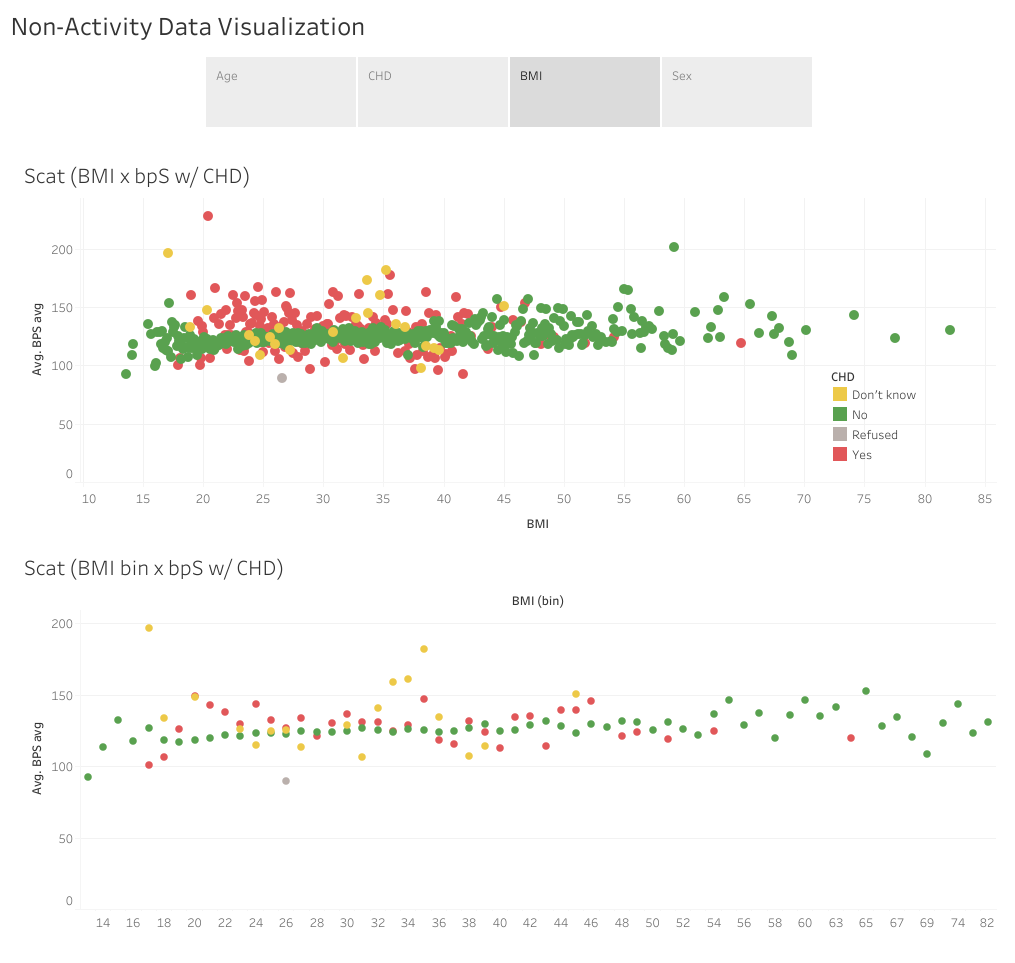 Non-Activity Data Visualization
Age CHD BMI Sex
Scat (BMI x bpS w/ CHD)
Avg. BPS avg
200
150
100
50
0
CHD
Don't know
No
Refused
Yes
10 15 20 25 30 35 40 45 50 55 60 65 70 75 80 85
BMI
Scat (BMI bin x bpS w/ CHD)
BMI (bin)
Avg. BPS avg
200
150
100
50
0
14 16 18 20 22 24 26 28 30 32 34 36 38 40 42 44 46 48 50 52 54 56 58 60 63 65 67 69 74 82